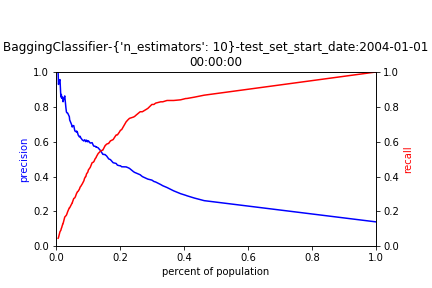 BaggingClassifier-{'n_estimators': 10}-test_set_start_date:2004-01-01
00:00:00
1.0
0.8
0.6
0.4
0.2
0.0
precision
1.0
0.8
0.6
0.4
0.2
0.0
recall
0.0 0.2 0.4 0.6 0.8 1.0
percent of population